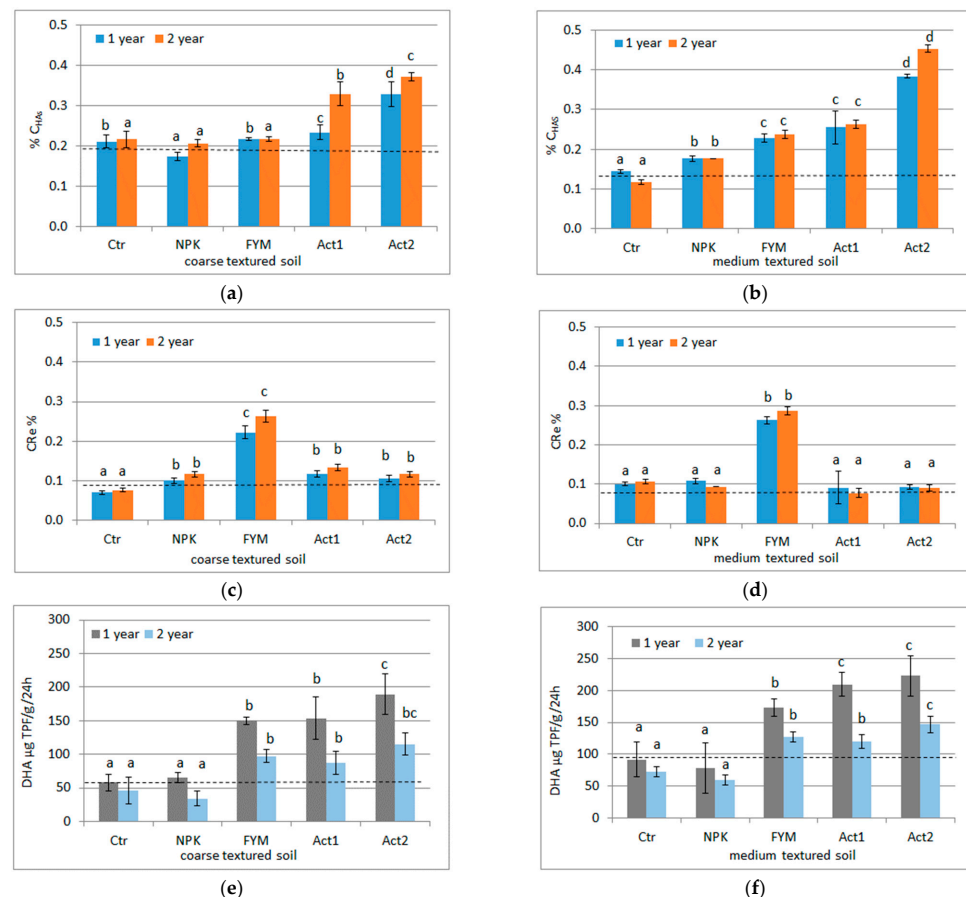 0.5
0.4
0.3
0.2
0.1
0.0
% C HAs
1 year 2 year
b a a a b a c b d c
Ctr NPK FYM Act1 Act2
coarse textured soil
(a)
0.5
0.4
0.3
0.2
0.1
0.0
% C HAS
1 year 2 year
a a b b c c c c d d
Ctr NPK FYM Act1 Act2
medium textured soil
(b)
0.5
0.4
0.3
0.2
0.1
0.0
CRe %
1 year 2 year
a a b b c c b b b b
Ctr NPK FYM Act1 Act2
coarse textured soil
(c)
0.5
0.4
0.3
0.2
0.1
0.0
CRe %
1 year 2 year
a a a a b b a a a a
Ctr NPK FYM Act1 Act2
medium textured soil
(d)
300
250
200
150
100
50
0
DHA µg TPF/g/24h
1 year 2 year
a a a a b b b b c bc
Ctr NPK FYM Act1 Act2
coarse textured soil
(e)
300
250
200
150
100
50
0
DHA µg TPF/g/24h
1 year 2 year
a a a a b b c b c c
Ctr NPK FYM Act1 Act2
medium textured soil
(f)